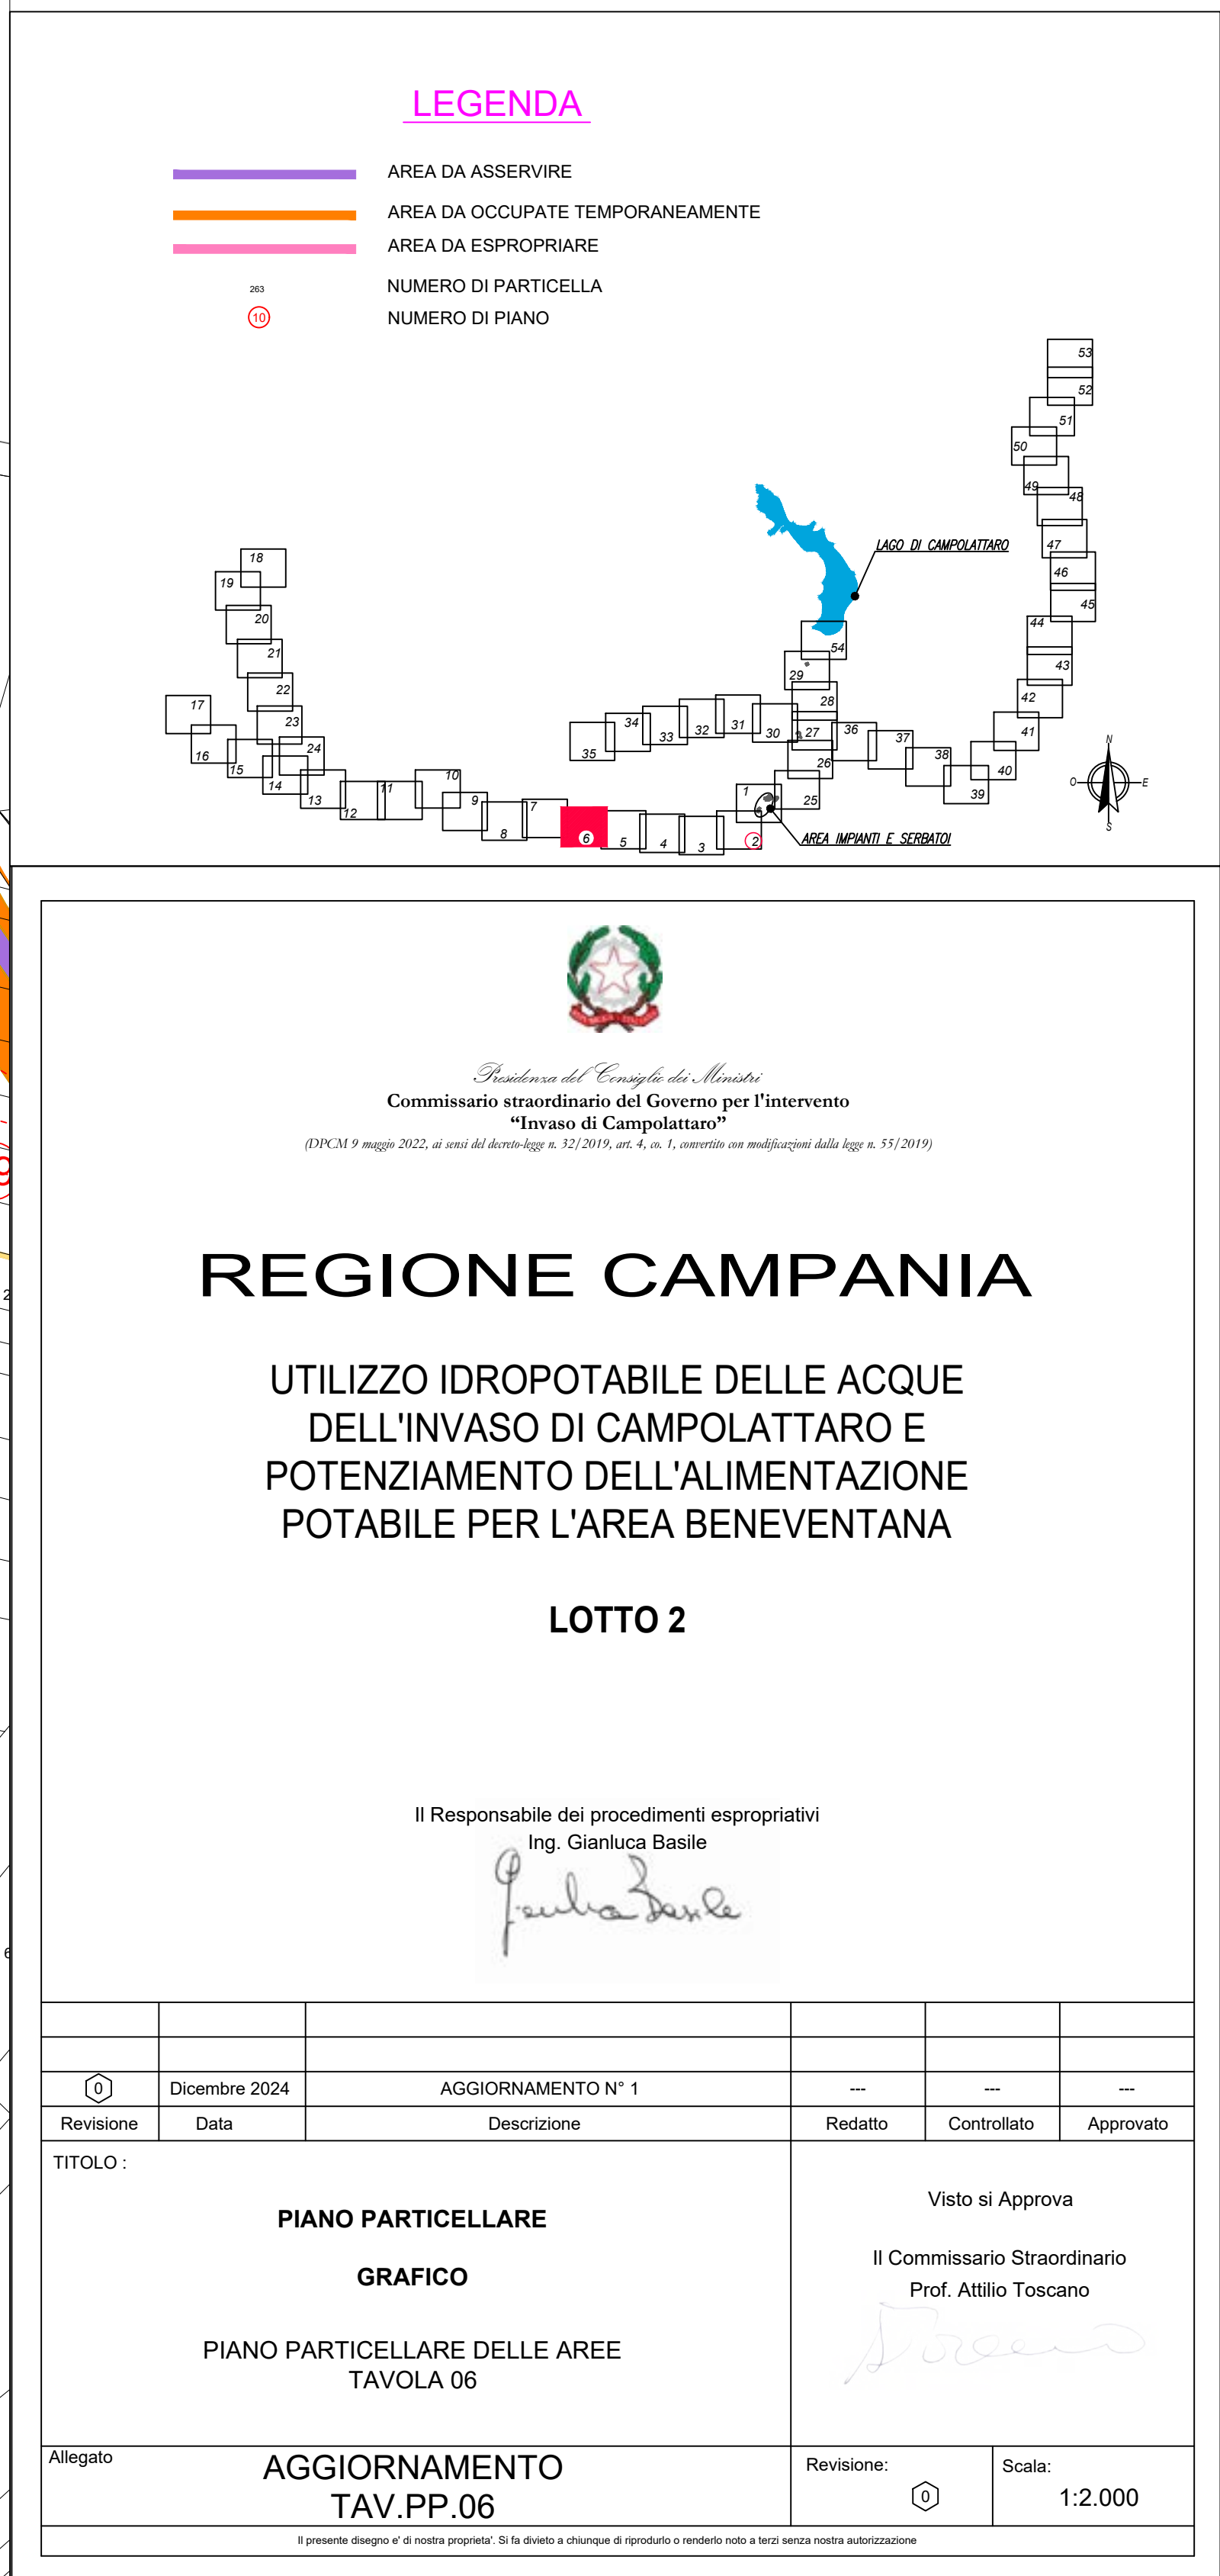 LEGENDA
AREA DA ASSERVIRE
AREA DA OCCUPATE TEMPORANEAMENTE
AREA DA ESPROPRIARE
263 NUMERO DI PARTICELLA
10 NUMERO DI PIANO
53
52
51
50
49
48
47
46
45
44
43
42
41
40
39
38
37
36
LAGO DI CAMPOLATTARO
54
29
28
27
26
25
30
31
32
33
34
35
18
19
20
21
22
23
24
17
16
15
14
13
12
11
10
9
8
7
6
5
4
3
2
1
AREA IMPIANTI E SERBATOI
N
O
E
S
Presidenza del Consiglio dei Ministri
Commissario straordinario del Governo per l'intervento
“Invaso di Campolattaro”
(DPCM 9 maggio 2022, ai sensi del decreto-legge n. 32/2019, art. 4, co. 1, convertito con modificazioni dalla legge n. 55/2019)
REGIONE CAMPANIA
UTILIZZO IDROPOTABILE DELLE ACQUE
DELL'INVASO DI CAMPOLATTARO E
POTENZIAMENTO DELL'ALIMENTAZIONE
POTABILE PER L'AREA BENEVENTANA
LOTTO 2
Il Responsabile dei procedimenti espropriativi
Ing. Gianluca Basile
0 Dicembre 2024 AGGIORNAMENTO N° 1 --- --- ---
Revisione Data Descrizione Redatto Controllato Approvato
TITOLO :
PIANO PARTICELLARE
GRAFICO
PIANO PARTICELLARE DELLE AREE
TAVOLA 06
Visto si Approva
Il Commissario Straordinario
Prof. Attilio Toscano
Allegato
AGGIORNAMENTO
TAV.PP.06
Revisione:
0
Scala:
1:2.000
Il presente disegno e' di nostra proprieta'. Si fa divieto a chiunque di riprodurlo o renderlo noto a terzi senza nostra autorizzazione